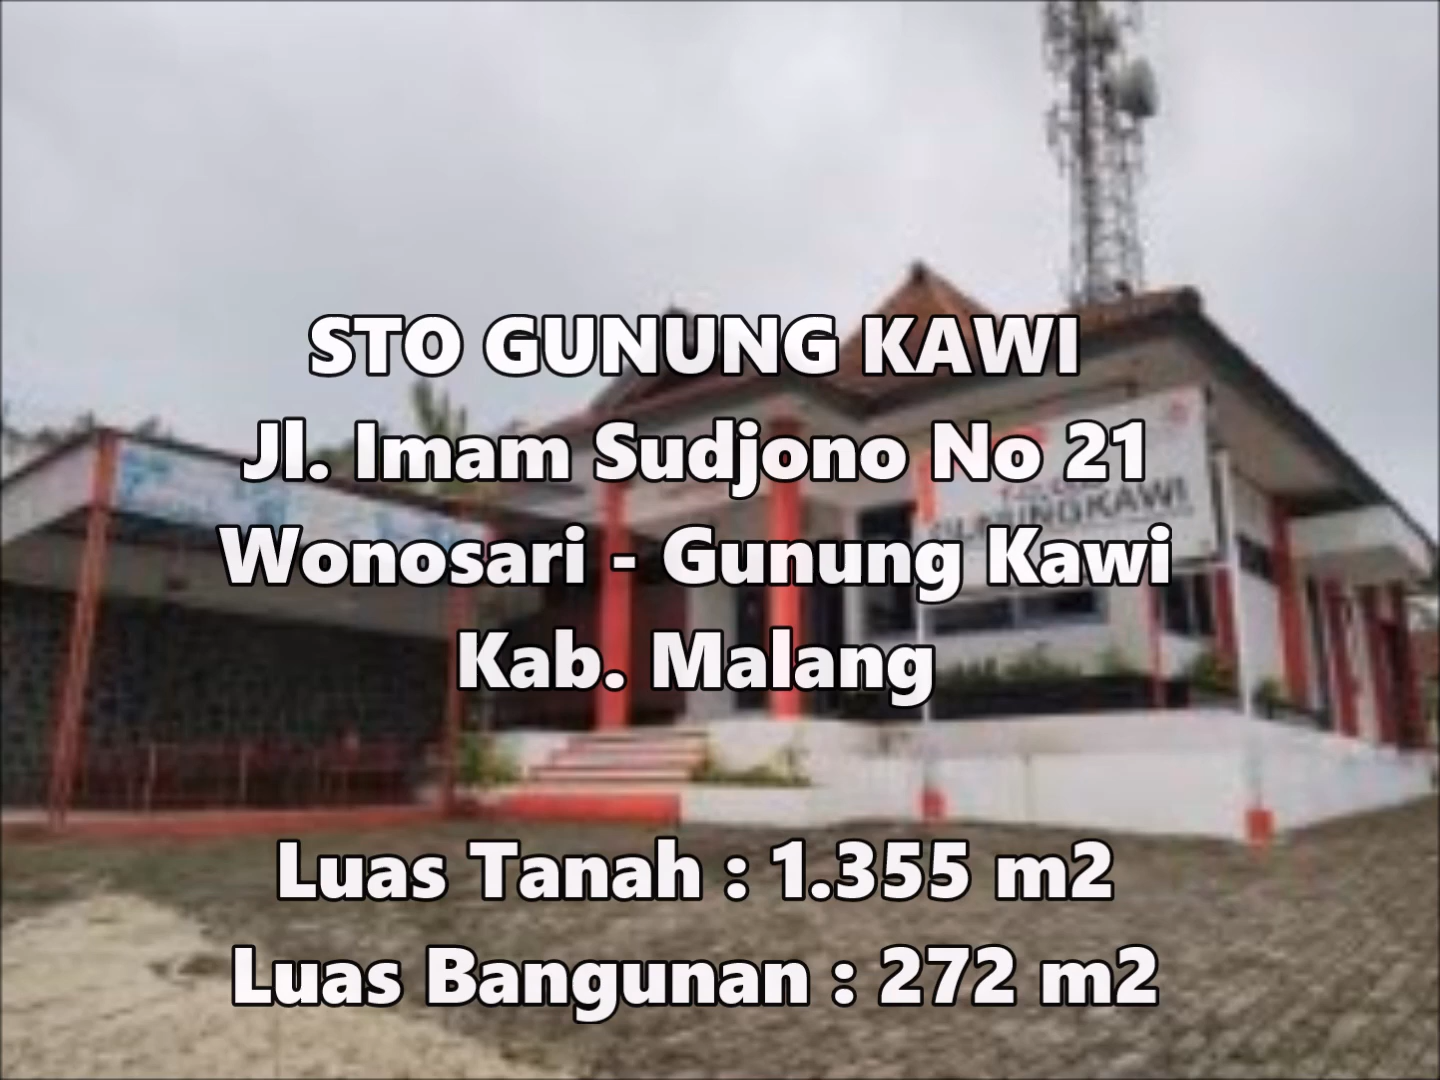 STO GUNUNG KAWI
Jl. Imam Sudjono No 21
Wonosari - Gunung Kawi
Kab. Malang
Luas Tanah : 1.355 m2
Luas Bangunan : 272 m2